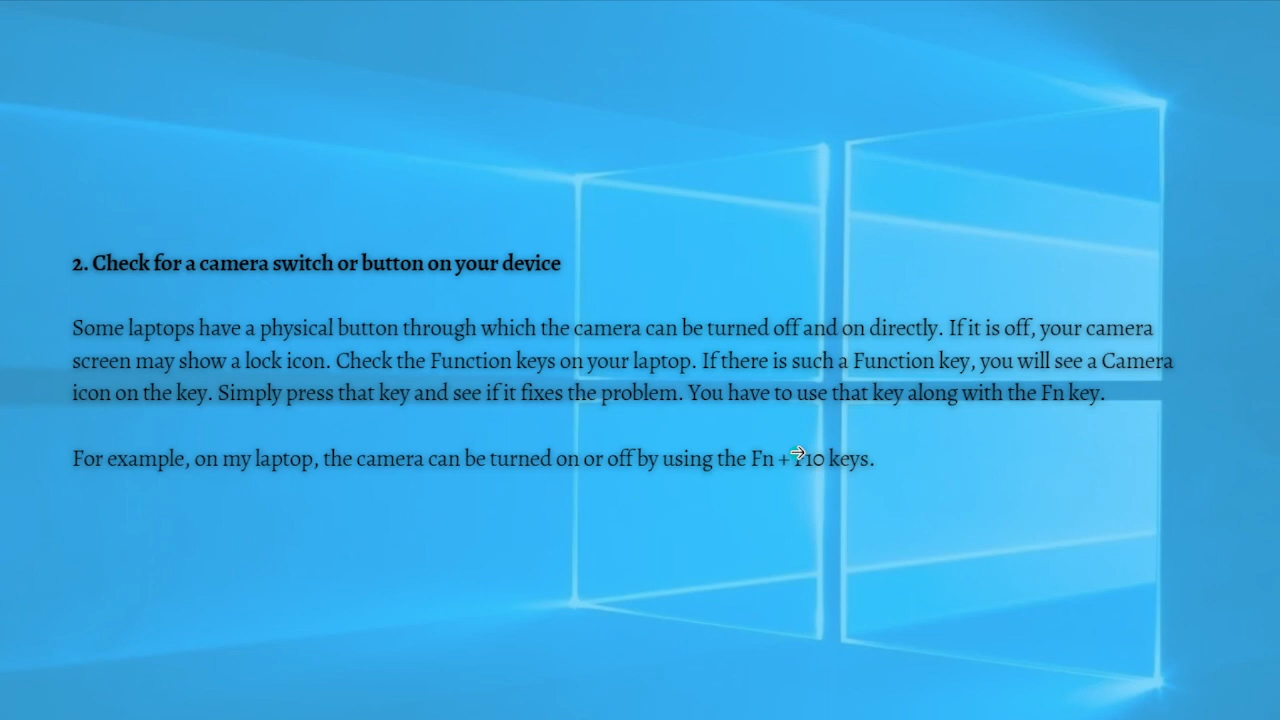 2. Check for a camera switch or button on your device
Some laptops have a physical button through which the camera can be turned off and on directly. If it is off, your camera
screen may show a lock icon. Check the Function keys on your laptop. If there is such a Function key, you will see a Camera
icon on the key. Simply press that key and see if it fixes the problem. You have to use that key along with the Fn key.
For example, on my laptop, the camera can be turned on or off by using the Fn + F10 keys.